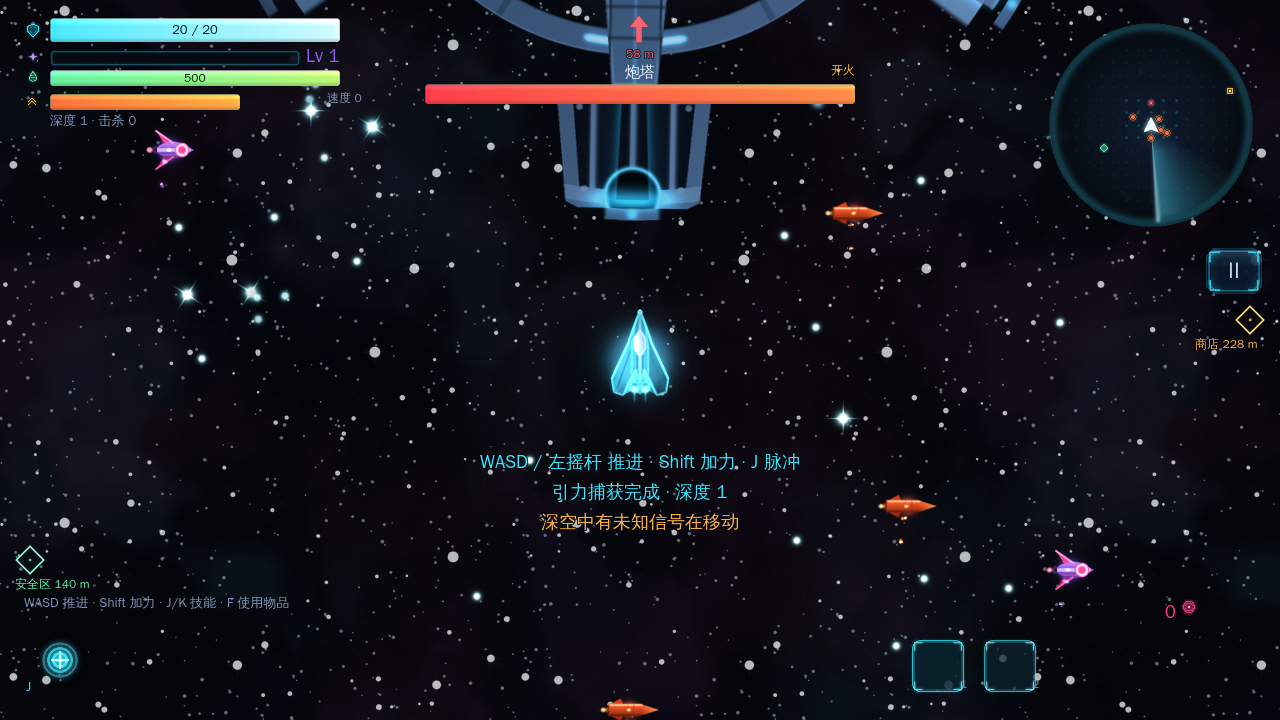 20 / 20
Lv 1
500
速度 0
深度 1 · 击杀 0
58 m
炮塔
开火
商店 228 m
WASD / 左摇杆 推进 · Shift 加力 · J 脉冲
引力捕获完成 · 深度 1
深空中有未知信号在移动
安全区 140 m
WASD 推进 · Shift 加力 · J/K 技能 · F 使用物品
0
J